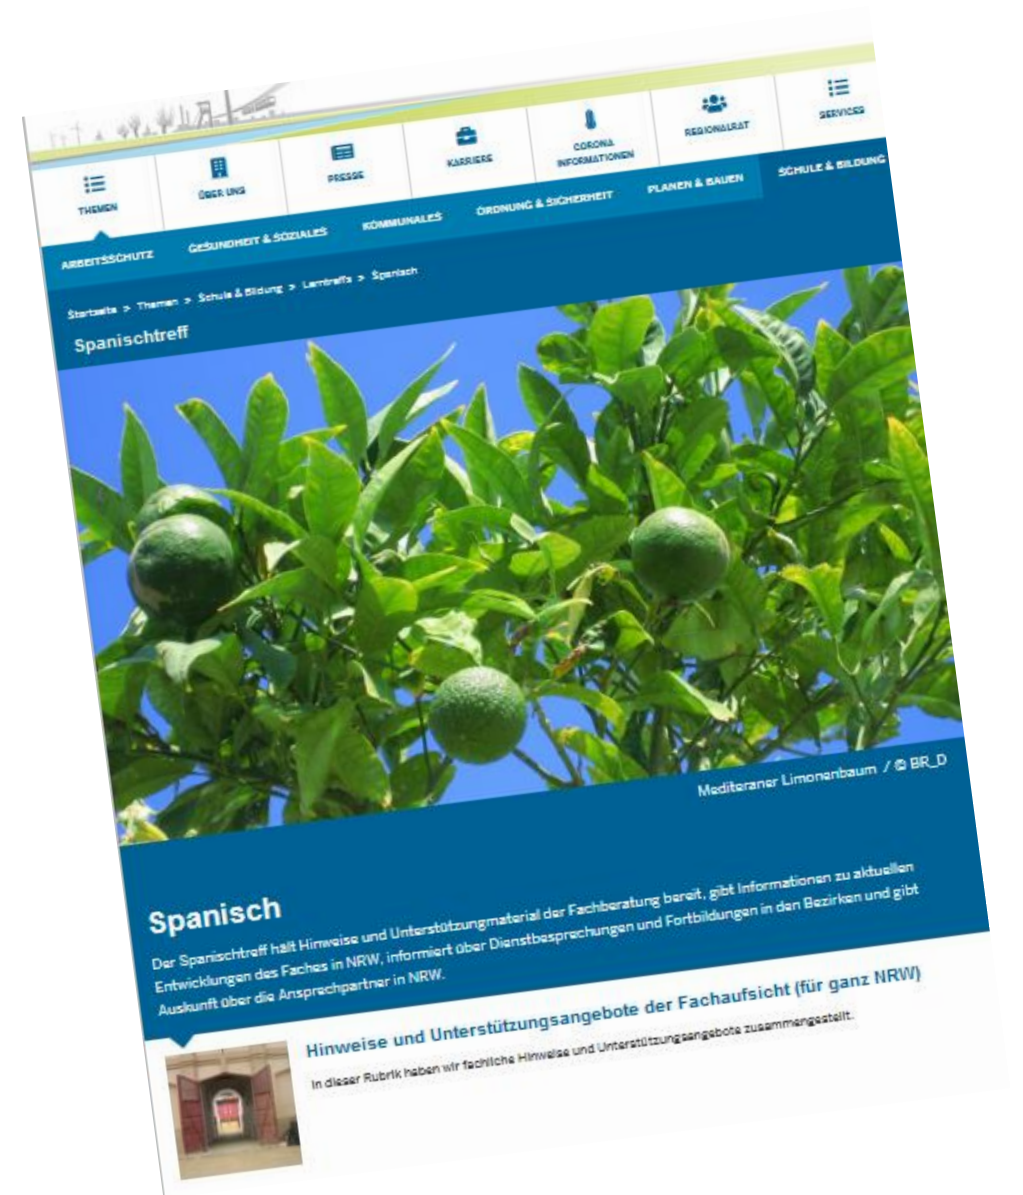 THEMEN
ÜBER UNS
PRESSE
KARRIERE
CORONA
INFORMATIONEN
REGIONALRAT
SERVICES
ARBEITSSCHUTZ
GESUNDHEIT & SOZIALES
KOMMUNALES
ORDNUNG & SICHERHEIT
PLANEN & BAUEN
SCHULE & BILDUNG
Startseite > Themen > Schule & Bildung > Lerntreffs > Spanisch
Spanischtreff
Mediteraner Limonenbaum / © BR_D
Spanisch
Der Spanischtreff hält Hinweise und Unterstützungmaterial der Fachberatung bereit, gibt Informationen zu aktuellen
Entwicklungen des Faches in NRW, informiert über Dienstbesprechungen und Fortbildungen in den Bezirken und gibt
Auskunft über die Ansprechpartner in NRW.
Hinweise und Unterstützungsangebote der Fachaufsicht (für ganz NRW)
In dieser Rubrik haben wir fachliche Hinweise und Unterstützungsangebote zusammengestellt.